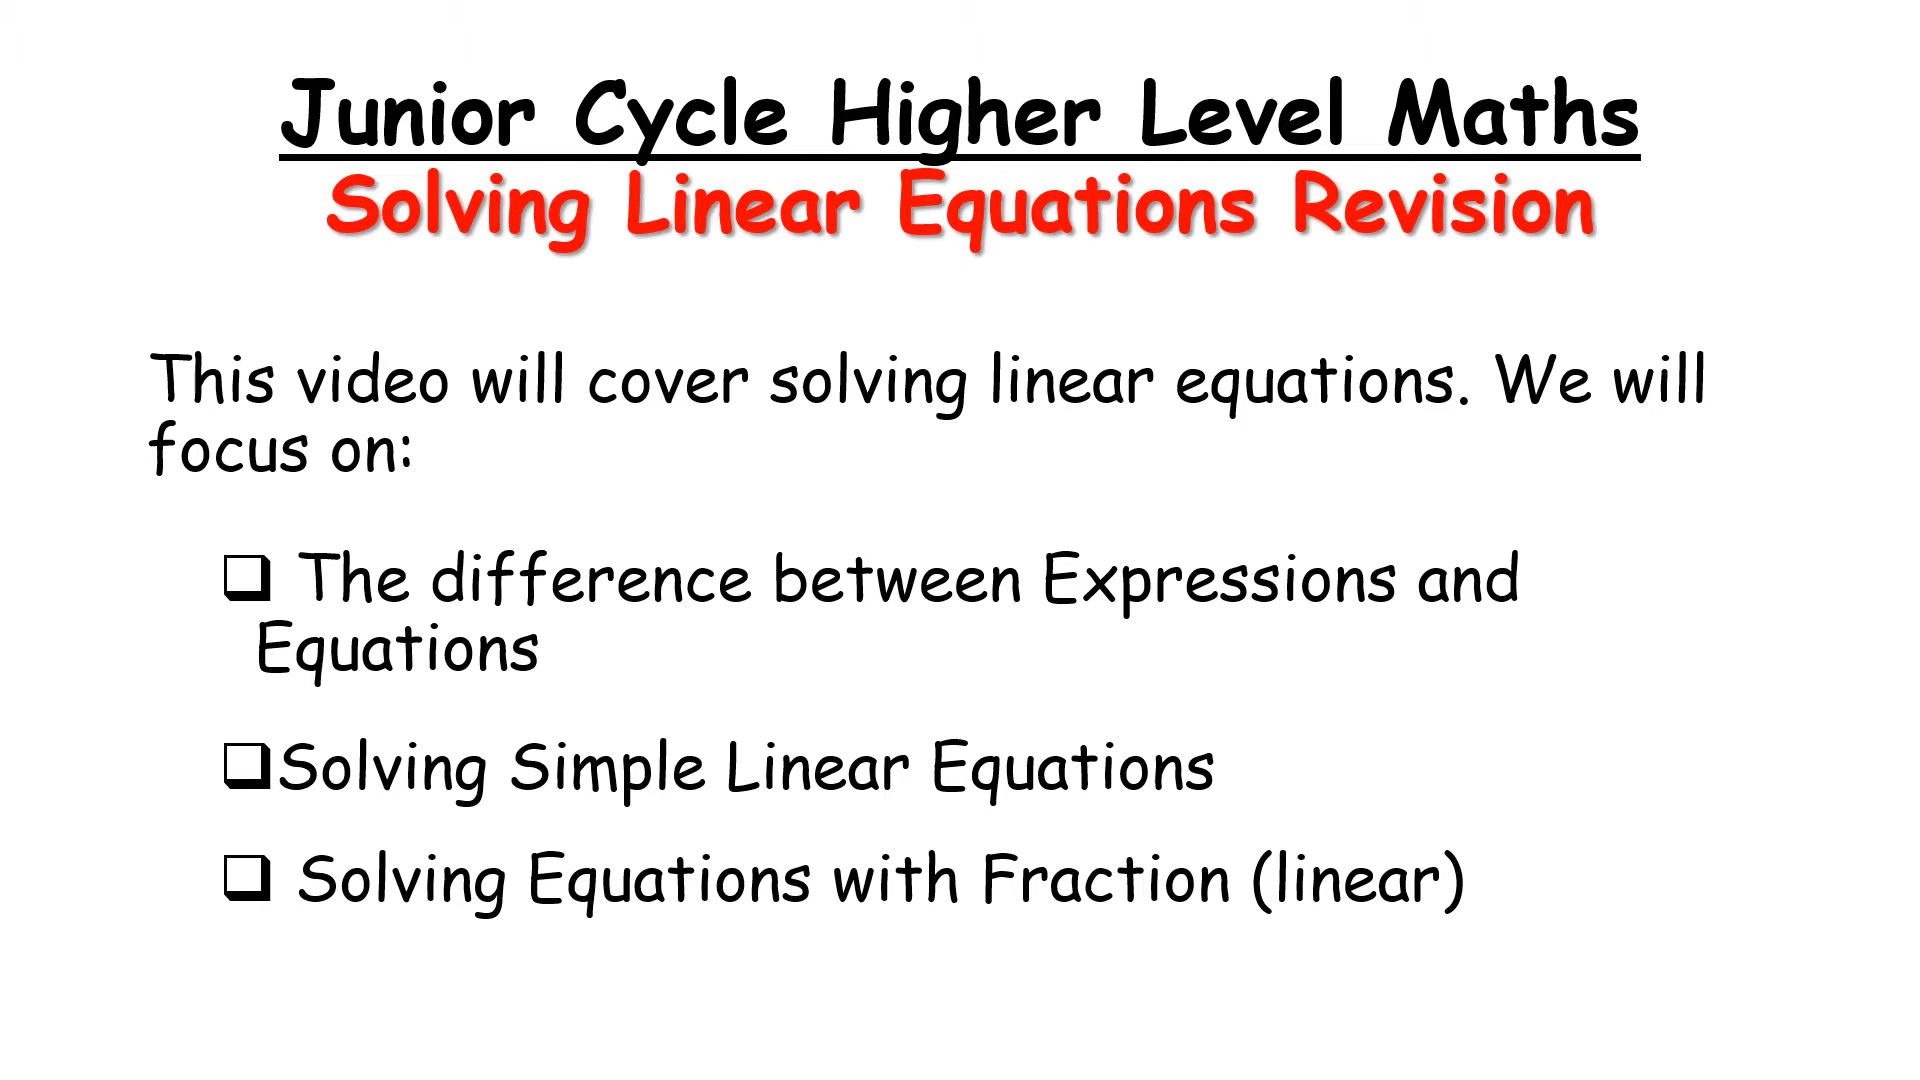 Junior Cycle Higher Level Maths
Solving Linear Equations Revision
This video will cover solving linear equations. We will
focus on:
❑ The difference between Expressions and
Equations
❑Solving Simple Linear Equations
❑ Solving Equations with Fraction (linear)